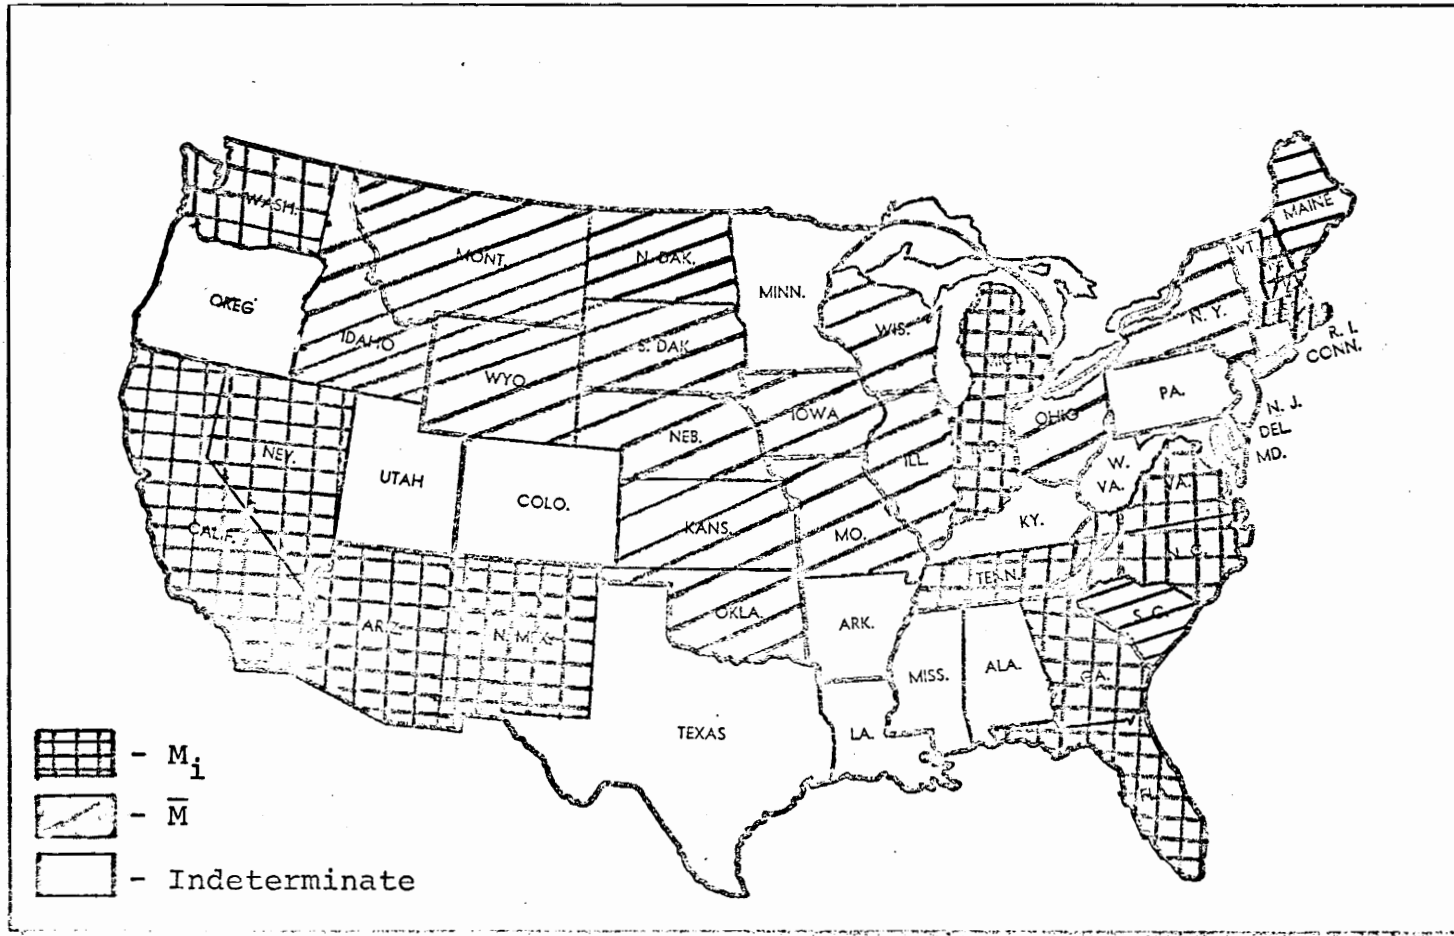 WASH.
MAINE
MONT.
N. DAK.
VT.
MINN.
OREG
N. Y.
WIS.
R. I.
IDAHO
S. DAK.
CONN.
WYO.
PA.
IOWA
OHIO
N. J.
NEB.
DEL.
NEV.
ILL.
MD.
W.
VA.
VA.
UTAH
COLO.
KY.
CALIF.
KANS.
MO.
N. C.
TENN.
OKLA.
S. C.
ARIZ.
N. MEX.
ARK.
MISS.
ALA.
GA.
TEXAS
LA.
- Mi
- M̅
- Indeterminate